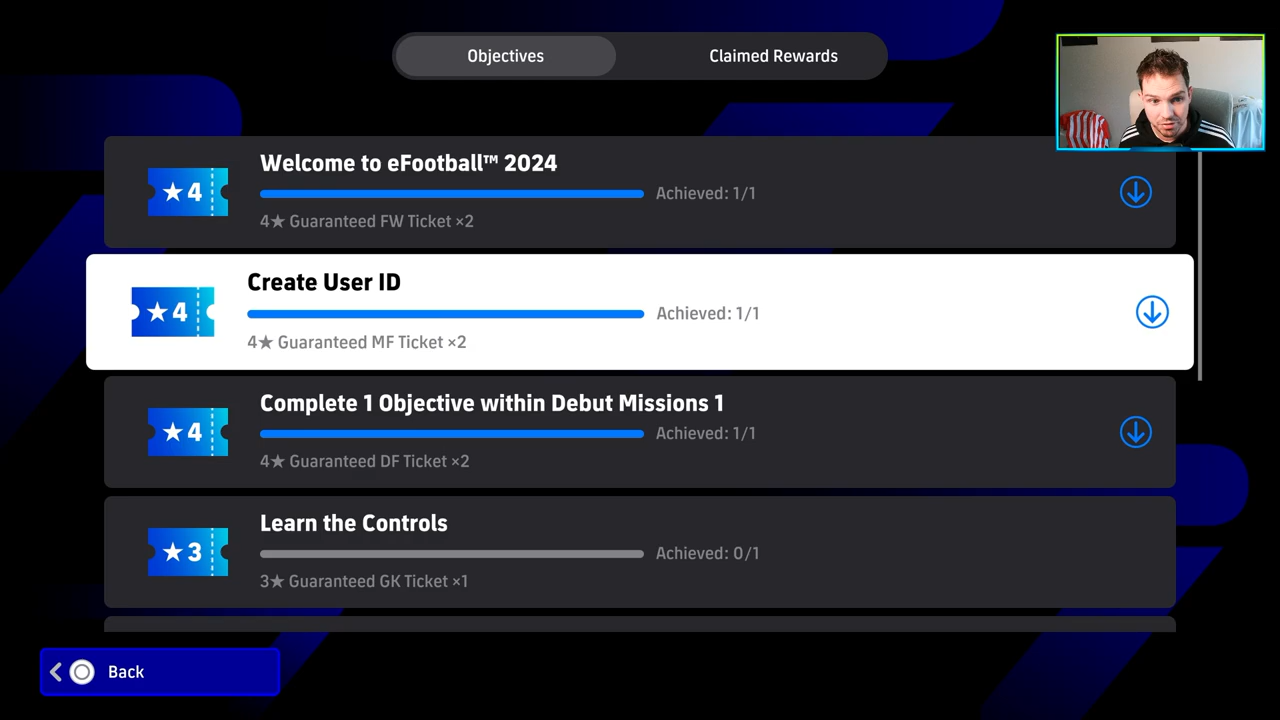 Objectives
Claimed Rewards
Welcome to eFootball™ 2024
★4
Achieved: 1/1
4★ Guaranteed FW Ticket ×2
Create User ID
★4
Achieved: 1/1
4★ Guaranteed MF Ticket ×2
Complete 1 Objective within Debut Missions 1
★4
Achieved: 1/1
4★ Guaranteed DF Ticket ×2
Learn the Controls
★3
Achieved: 0/1
3★ Guaranteed GK Ticket ×1
Back